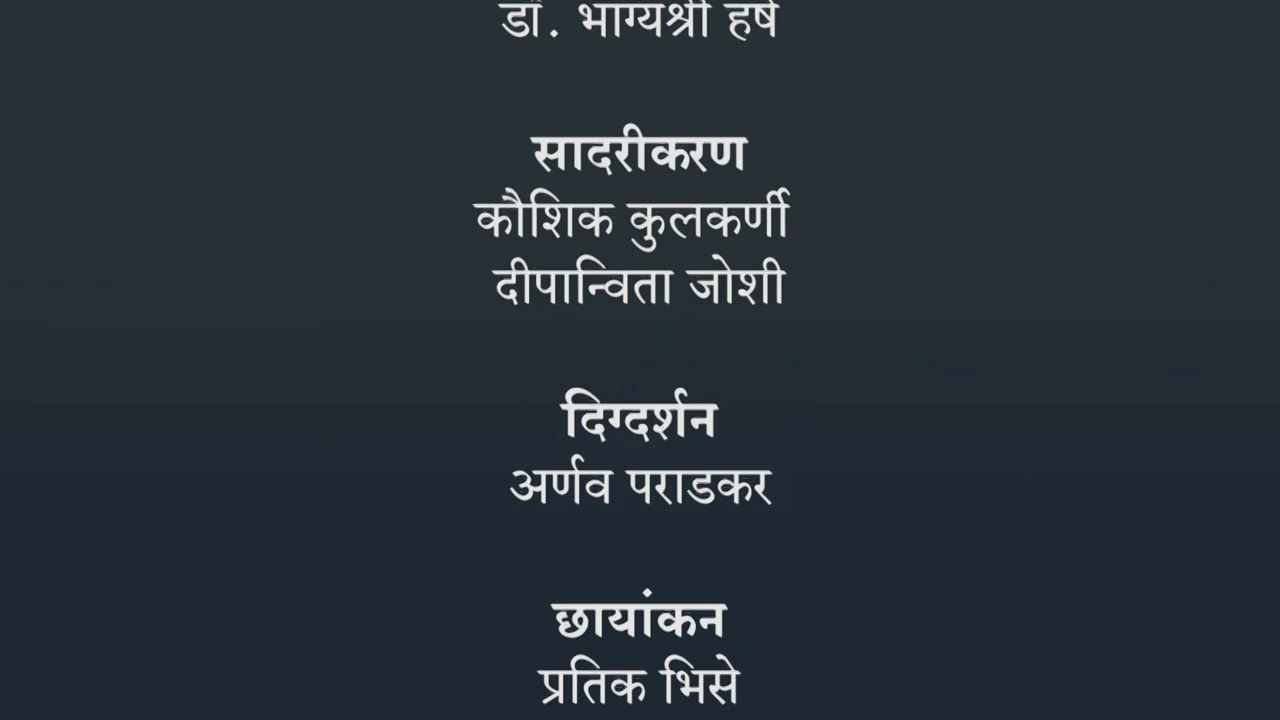 डॉ. भाग्यश्री हर्षे
सादरीकरण
कौशिक कुलकर्णी
दीपान्विता जोशी
दिग्दर्शन
अर्णव पराडकर
छायांकन
प्रतिक भिसे